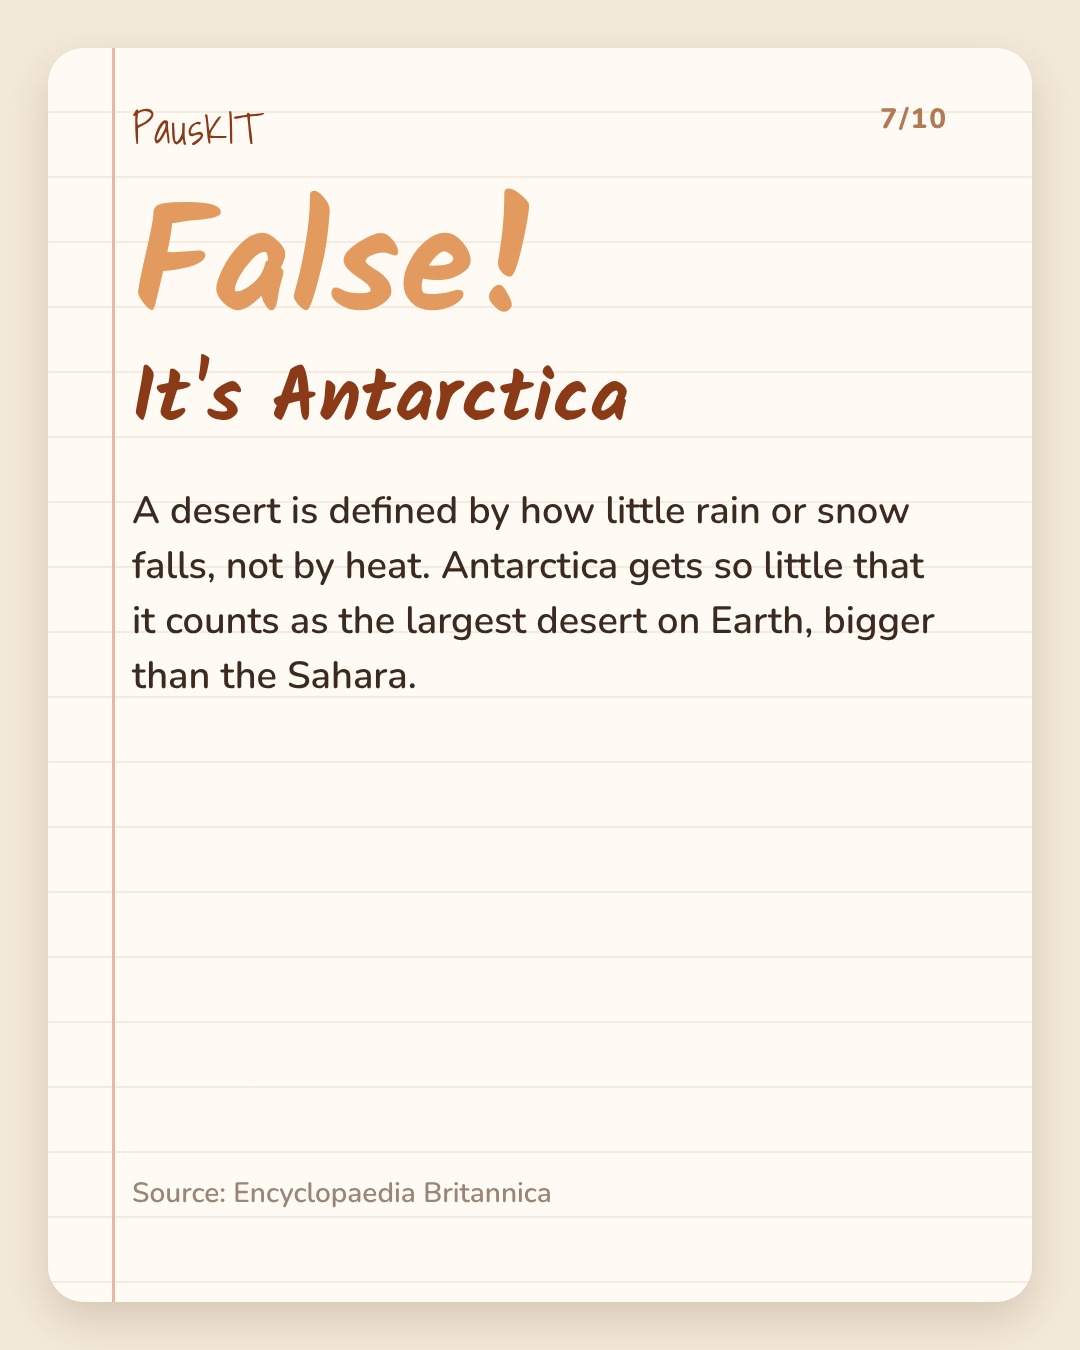 PausKIT
7/10
False!
It's Antarctica
A desert is defined by how little rain or snow
falls, not by heat. Antarctica gets so little that
it counts as the largest desert on Earth, bigger
than the Sahara.
Source: Encyclopaedia Britannica